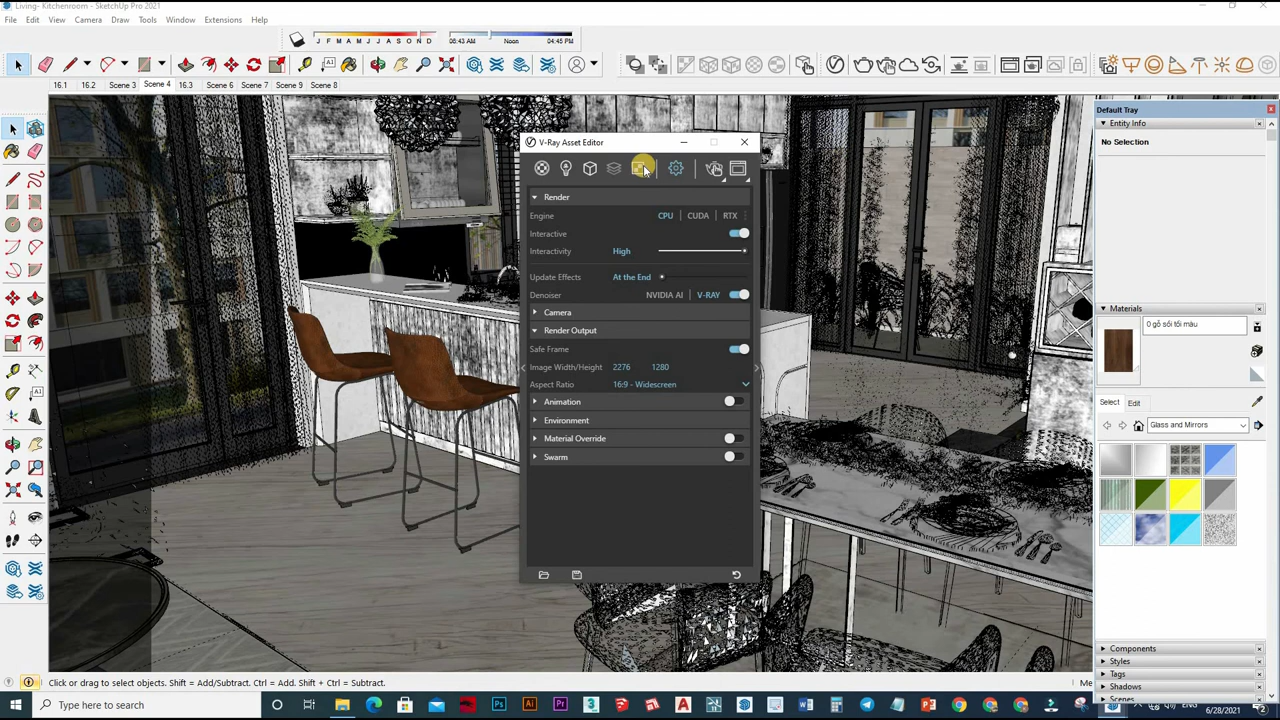 Living- Kitchenroom - SketchUp Pro 2021
File Edit View Camera Draw Tools Window Extensions Help
J F M A M J J A S O N D 06:43 AM Noon 04:45 PM
16.1 16.2 Scene 3 Scene 4 16.3 Scene 6 Scene 7 Scene 9 Scene 8
Default Tray
Entity Info
No Selection
V-Ray Asset Editor
Render
Engine CPU CUDA RTX
Interactive
Interactivity High
Update Effects At the End
Denoiser NVIDIA AI V-RAY
Camera
Render Output
Safe Frame
Image Width/Height 2276 1280
Aspect Ratio 16:9 - Widescreen
Animation
Environment
Material Override
Swarm
Materials
0 gỗ sồi tối màu
Select Edit
Glass and Mirrors
Components
Styles
Tags
Shadows
Scenes
Click or drag to select objects. Shift = Add/Subtract. Ctrl = Add. Shift + Ctrl = Subtract.
Me
Type here to search
ENG
6/28/2021